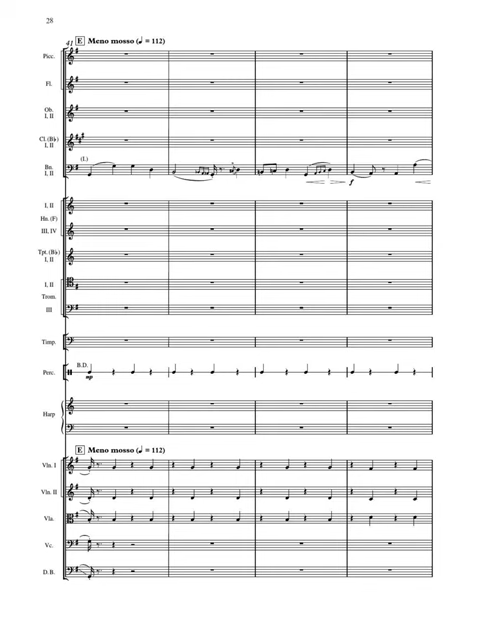 28
41 E Meno mosso (♩ = 112)
Picc.
Fl.
Ob.
I, II
Cl. (B♭)
I, II
(I.)
Bn.
I, II
f
I, II
Hn. (F)
III, IV
Tpt. (B♭)
I, II
I, II
Trom.
III
Timp.
B.D.
Perc.
mp
Harp
E Meno mosso (♩ = 112)
Vln. I
Vln. II
Vla.
Vc.
D.B.